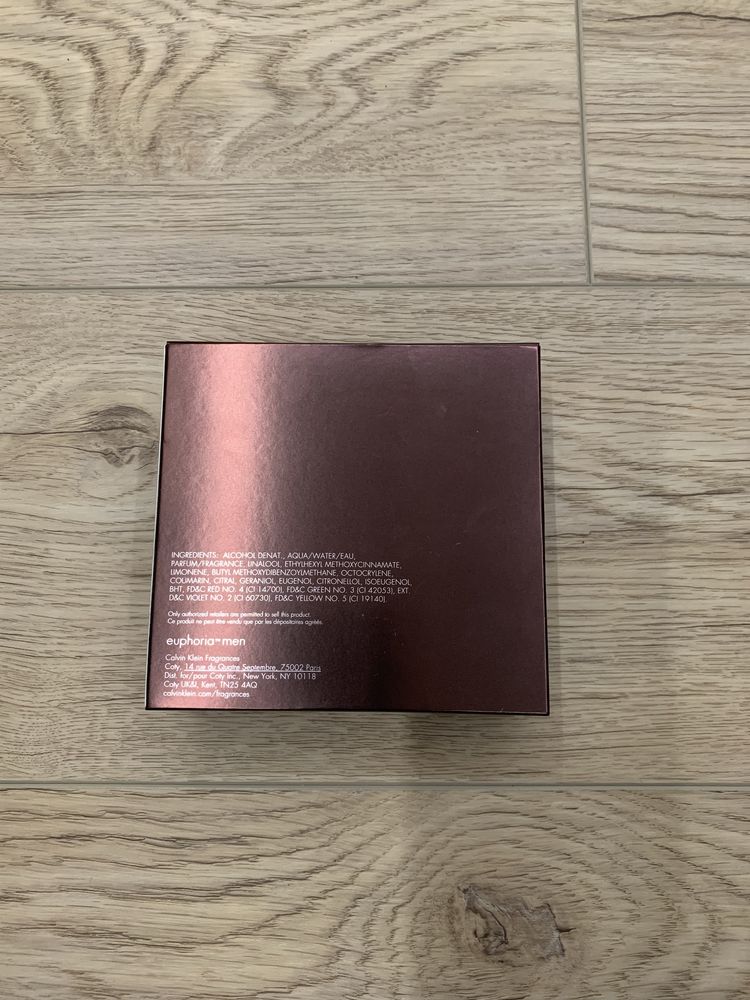 INGREDIENTS: ALCOHOL DENAT., AQUA/WATER/EAU,
PARFUM/FRAGRANCE, LINALOOL, ETHYLHEXYL METHOXYCINNAMATE,
LIMONENE, BUTYL METHOXYDIBENZOYLMETHANE, OCTOCRYLENE,
COUMARIN, CITRAL, GERANIOL, EUGENOL, CITRONELLOL, ISOEUGENOL,
BHT, FD&C RED NO. 4 (CI 14700), FD&C GREEN NO. 3 (CI 42053), EXT.
D&C VIOLET NO. 2 (CI 60730), FD&C YELLOW NO. 5 (CI 19140).
Only authorized retailers are permitted to sell this product.
Ce produit ne peut être vendu que par les dépositaires agréés.
euphoria™ men
Calvin Klein Fragrances
Coty, 14 rue du Quatre Septembre, 75002 Paris
Dist. for/pour Coty Inc., New York, NY 10118
Coty UK&I, Kent, TN25 4AQ
calvinklein.com/fragrances